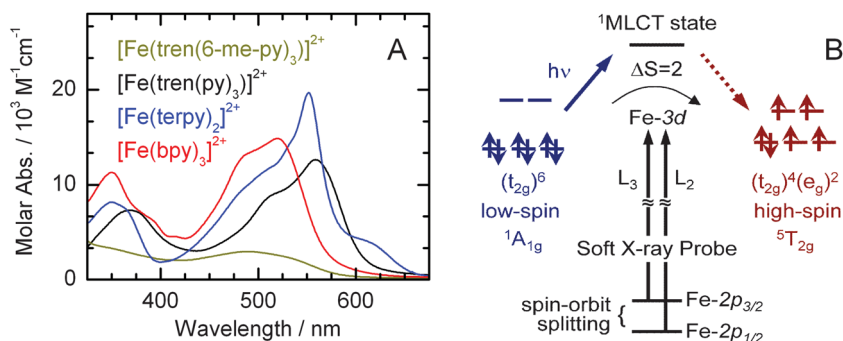 A
[Fe(tren(6-me-py)₃)]²⁺
[Fe(tren(py)₃)]²⁺
[Fe(terpy)₂]²⁺
[Fe(bpy)₃]²⁺
Molar Abs. / 10³ M⁻¹cm⁻¹
20
10
0
400
500
600
Wavelength / nm
B
¹MLCT state
hν
ΔS=2
Fe-3d
(t₂g)⁶
low-spin
¹A₁g
L₃
L₂
(t₂g)⁴(eg)²
high-spin
⁵T₂g
Soft X-ray Probe
spin-orbit
splitting
Fe-2p₃/₂
Fe-2p₁/₂